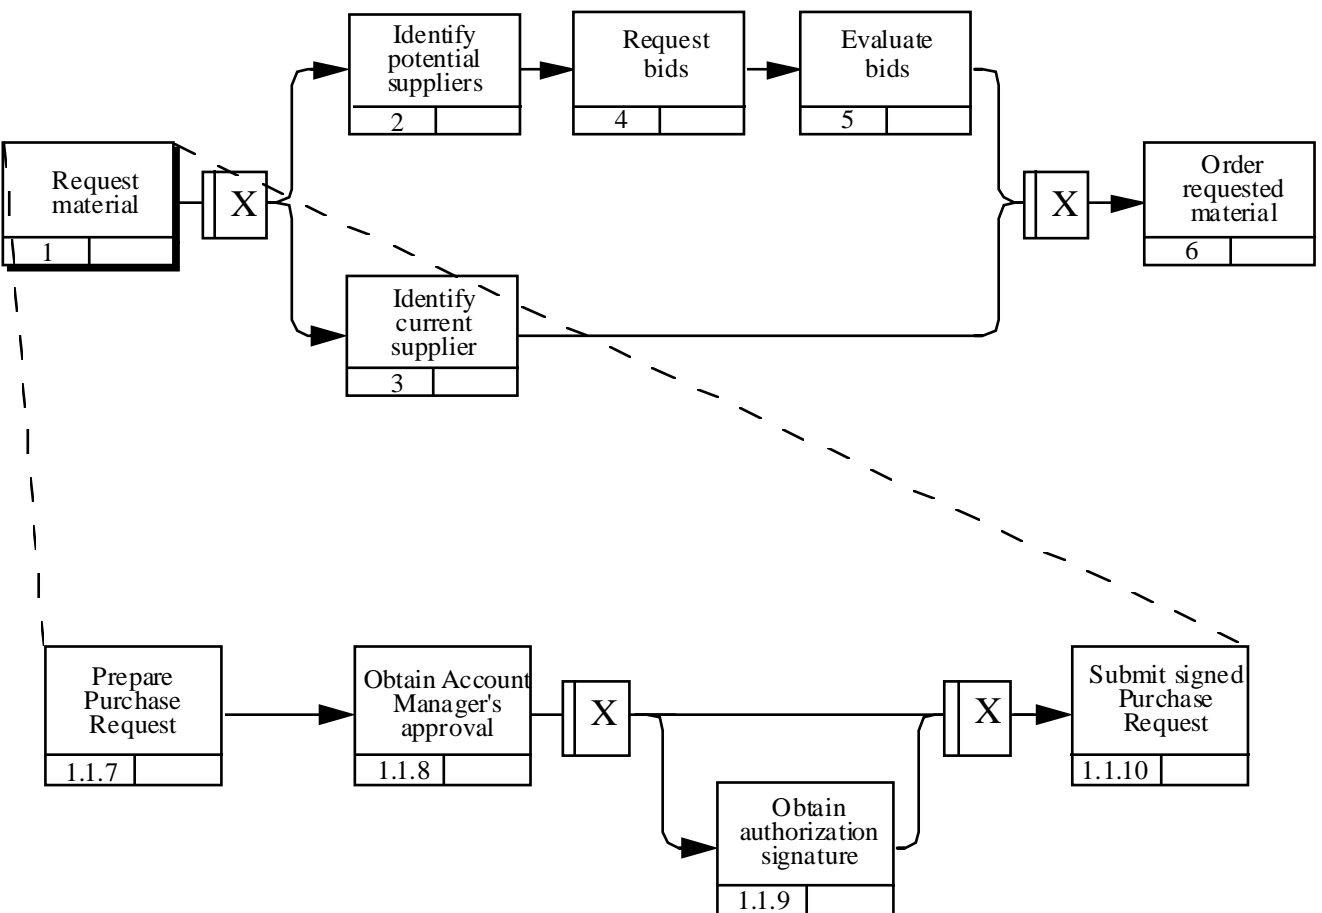 Identify
potential
suppliers
2
Request
bids
4
Evaluate
bids
5
Request
material
1
X
X
Order
requested
material
6
Identify
current
supplier
3
Prepare
Purchase
Request
1.1.7
Obtain Account
Manager's
approval
1.1.8
X
X
Submit signed
Purchase
Request
1.1.10
Obtain
authorization
signature
1.1.9